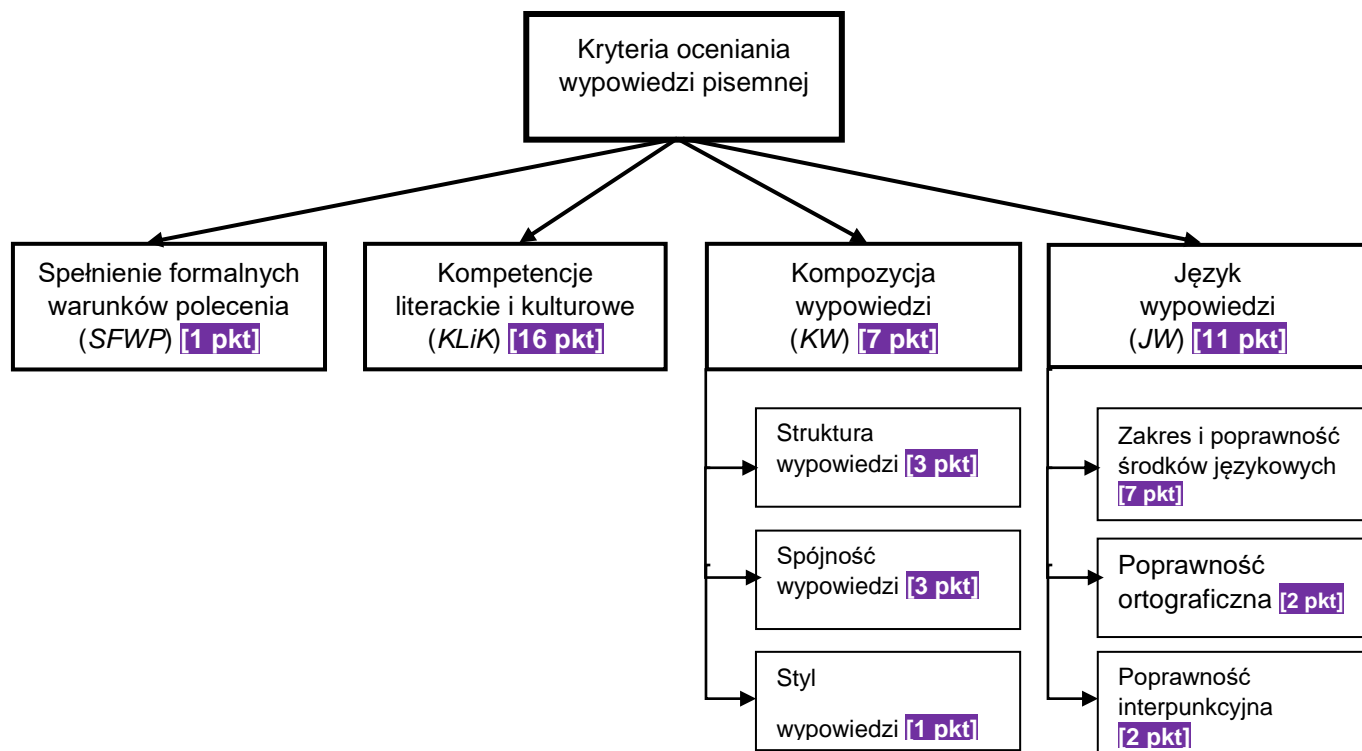 Kryteria oceniania
wypowiedzi pisemnej
Spełnienie formalnych
warunków polecenia
(SFWP) [1 pkt]
Kompetencje
literackie i kulturowe
(KLiK) [16 pkt]
Kompozycja
wypowiedzi
(KW) [7 pkt]
Struktura
wypowiedzi [3 pkt]
Spójność
wypowiedzi [3 pkt]
Styl
wypowiedzi [1 pkt]
Język
wypowiedzi
(JW) [11 pkt]
Zakres i poprawność
środków językowych
[7 pkt]
Poprawność
ortograficzna [2 pkt]
Poprawność
interpunkcyjna
[2 pkt]